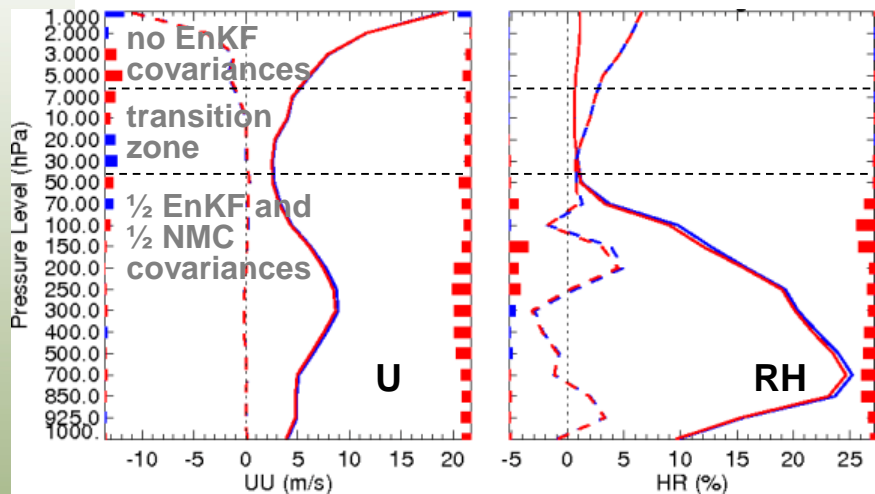 1.000
2.000
3.000
5.000
7.000
10.00
20.00
30.00
50.00
70.00
100.0
150.0
200.0
250.0
300.0
400.0
500.0
700.0
850.0
925.0
1000.
Pressure Level (hPa)
no EnKF
covariances
transition
zone
½ EnKF and
½ NMC
covariances
U
-10 -5 0 5 10 15 20
UU (m/s)
RH
-5 0 5 10 15 20 25
HR (%)